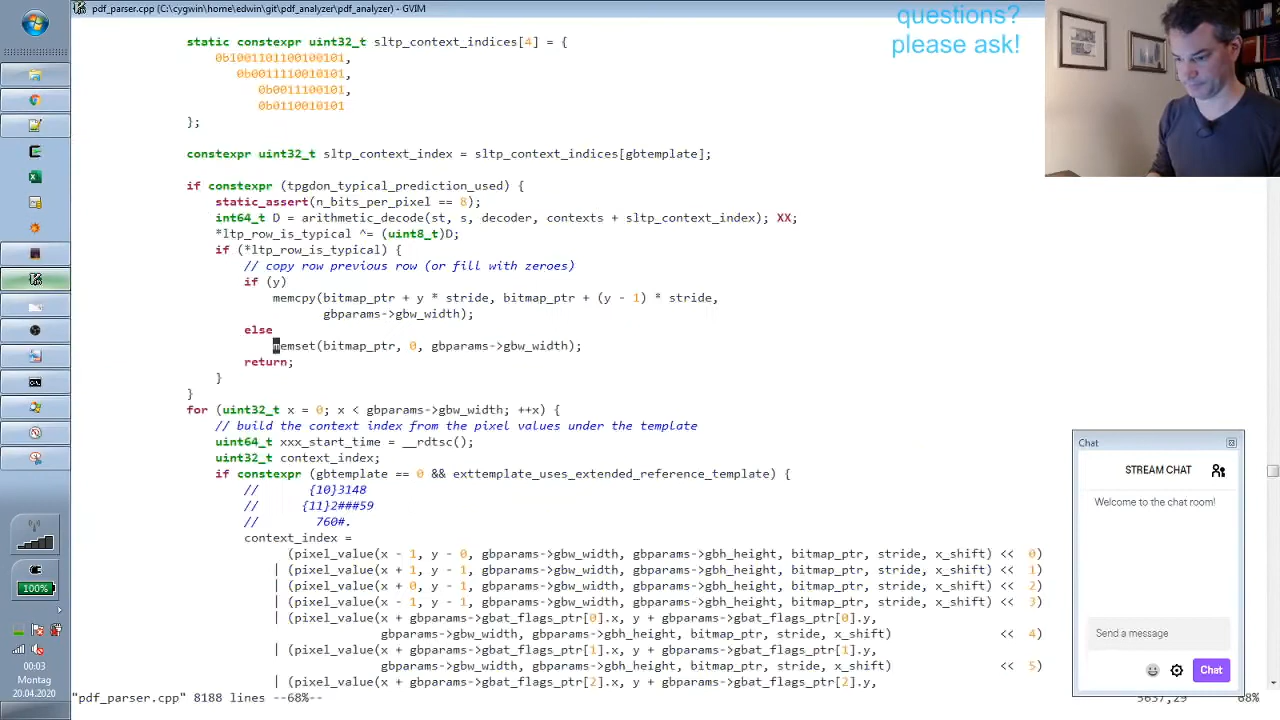 pdf_parser.cpp (C:\cygwin\home\edwin\git\pdf_analyzer\pdf_analyzer) - GVIM
questions?
please ask!
static constexpr uint32_t sltp_context_indices[4] = {
0b1001101100100101,
0b0011110010101,
0b0011100101,
0b0110010101
};
constexpr uint32_t sltp_context_index = sltp_context_indices[gbtemplate];
if constexpr (tpgdon_typical_prediction_used) {
static_assert(n_bits_per_pixel == 8);
int64_t D = arithmetic_decode(st, s, decoder, contexts + sltp_context_index); XX;
*ltp_row_is_typical ^= (uint8_t)D;
if (*ltp_row_is_typical) {
// copy row previous row (or fill with zeroes)
if (y)
memcpy(bitmap_ptr + y * stride, bitmap_ptr + (y - 1) * stride,
gbparams->gbw_width);
else
memset(bitmap_ptr, 0, gbparams->gbw_width);
return;
}
}
for (uint32_t x = 0; x < gbparams->gbw_width; ++x) {
// build the context index from the pixel values under the template
uint64_t xxx_start_time = __rdtsc();
uint32_t context_index;
if constexpr (gbtemplate == 0 && exttemplate_uses_extended_reference_template) {
// {10}3148
// {11}2###59
// 760#.
context_index =
(pixel_value(x - 1, y - 0, gbparams->gbw_width, gbparams->gbh_height, bitmap_ptr, stride, x_shift) << 0)
| (pixel_value(x + 1, y - 1, gbparams->gbw_width, gbparams->gbh_height, bitmap_ptr, stride, x_shift) << 1)
| (pixel_value(x + 0, y - 1, gbparams->gbw_width, gbparams->gbh_height, bitmap_ptr, stride, x_shift) << 2)
| (pixel_value(x - 1, y - 1, gbparams->gbw_width, gbparams->gbh_height, bitmap_ptr, stride, x_shift) << 3)
| (pixel_value(x + gbparams->gbat_flags_ptr[0].x, y + gbparams->gbat_flags_ptr[0].y,
gbparams->gbw_width, gbparams->gbh_height, bitmap_ptr, stride, x_shift) << 4)
| (pixel_value(x + gbparams->gbat_flags_ptr[1].x, y + gbparams->gbat_flags_ptr[1].y,
gbparams->gbw_width, gbparams->gbh_height, bitmap_ptr, stride, x_shift) << 5)
| (pixel_value(x + gbparams->gbat_flags_ptr[2].x, y + gbparams->gbat_flags_ptr[2].y,
"pdf_parser.cpp" 8188 lines --68%--
5637,29 68%
Chat
STREAM CHAT
Welcome to the chat room!
Send a message
Chat
100%
00:03
Montag
20.04.2020